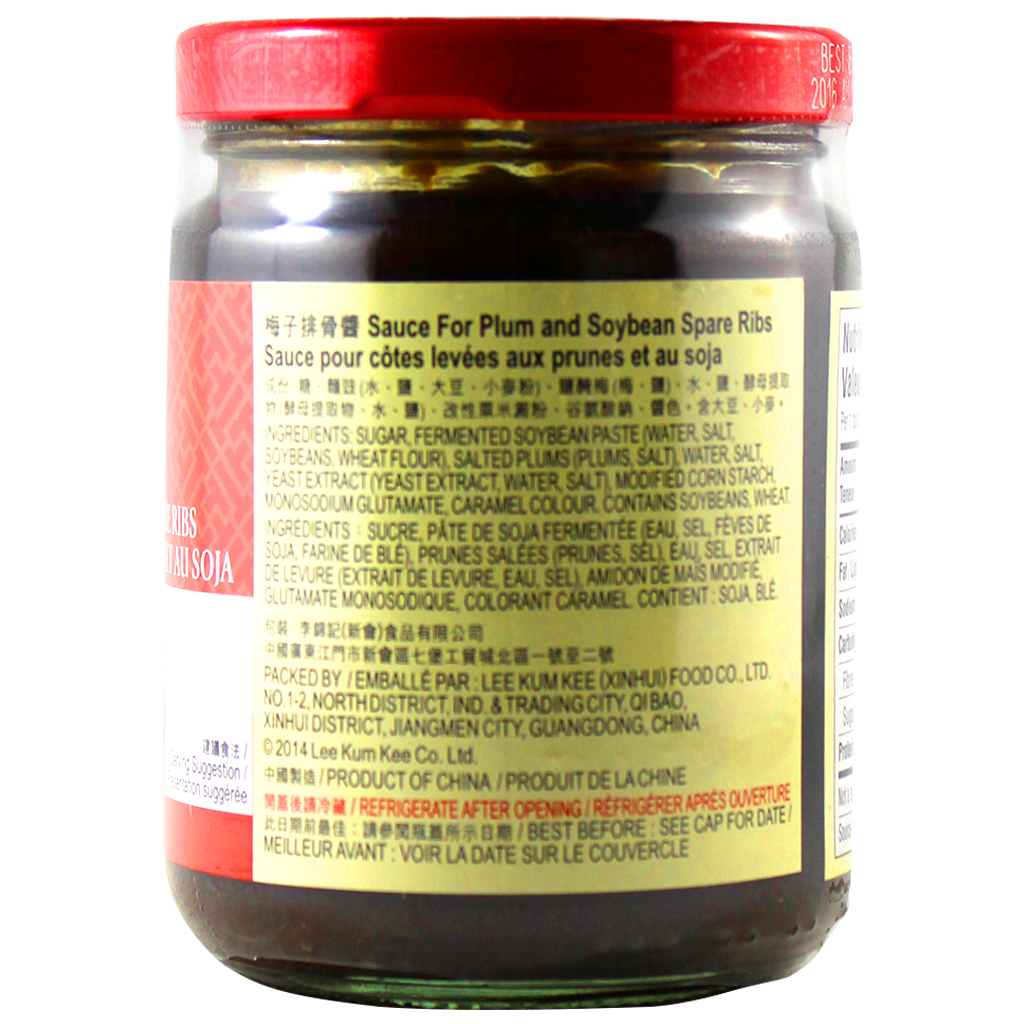 BEST
2016
梅子排骨醬 Sauce For Plum and Soybean Spare Ribs
Sauce pour côtes levées aux prunes et au soja
成份: 糖、麵豉(水、鹽、大豆、小麥粉)、鹽醃梅(梅、鹽)、水、鹽、酵母提取
物(酵母提取物、水、鹽)、改性粟米澱粉、谷氨酸鈉、醬色。含大豆、小麥。
INGREDIENTS: SUGAR, FERMENTED SOYBEAN PASTE (WATER, SALT,
SOYBEANS, WHEAT FLOUR), SALTED PLUMS (PLUMS, SALT), WATER, SALT,
YEAST EXTRACT (YEAST EXTRACT, WATER, SALT), MODIFIED CORN STARCH,
MONOSODIUM GLUTAMATE, CARAMEL COLOUR. CONTAINS SOYBEANS, WHEAT.
INGRÉDIENTS : SUCRE, PÂTE DE SOJA FERMENTÉE (EAU, SEL, FÈVES DE
SOJA, FARINE DE BLÉ), PRUNES SALÉES (PRUNES, SEL), EAU, SEL, EXTRAIT
DE LEVURE (EXTRAIT DE LEVURE, EAU, SEL), AMIDON DE MAÏS MODIFIÉ,
GLUTAMATE MONOSODIQUE, COLORANT CARAMEL. CONTIENT : SOJA, BLÉ.
包裝: 李錦記(新會)食品有限公司
中國廣東江門市新會區七堡工貿城北區一號至二號
PACKED BY / EMBALLÉ PAR : LEE KUM KEE (XINHUI) FOOD CO., LTD.
NO.1-2, NORTH DISTRICT, IND. & TRADING CITY, QI BAO,
XINHUI DISTRICT, JIANGMEN CITY, GUANGDONG, CHINA
© 2014 Lee Kum Kee Co. Ltd.
中國製造 / PRODUCT OF CHINA / PRODUIT DE LA CHINE
開蓋後請冷藏 / REFRIGERATE AFTER OPENING / RÉFRIGÉRER APRÈS OUVERTURE
此日期前最佳: 請參閱瓶蓋所示日期 / BEST BEFORE : SEE CAP FOR DATE /
MEILLEUR AVANT : VOIR LA DATE SUR LE COUVERCLE
RIBS
AU SOJA
建議食法 /
Serving Suggestion /
suggérée
Per 1
Amount
Teneur
Fat
Sodium
Fibre